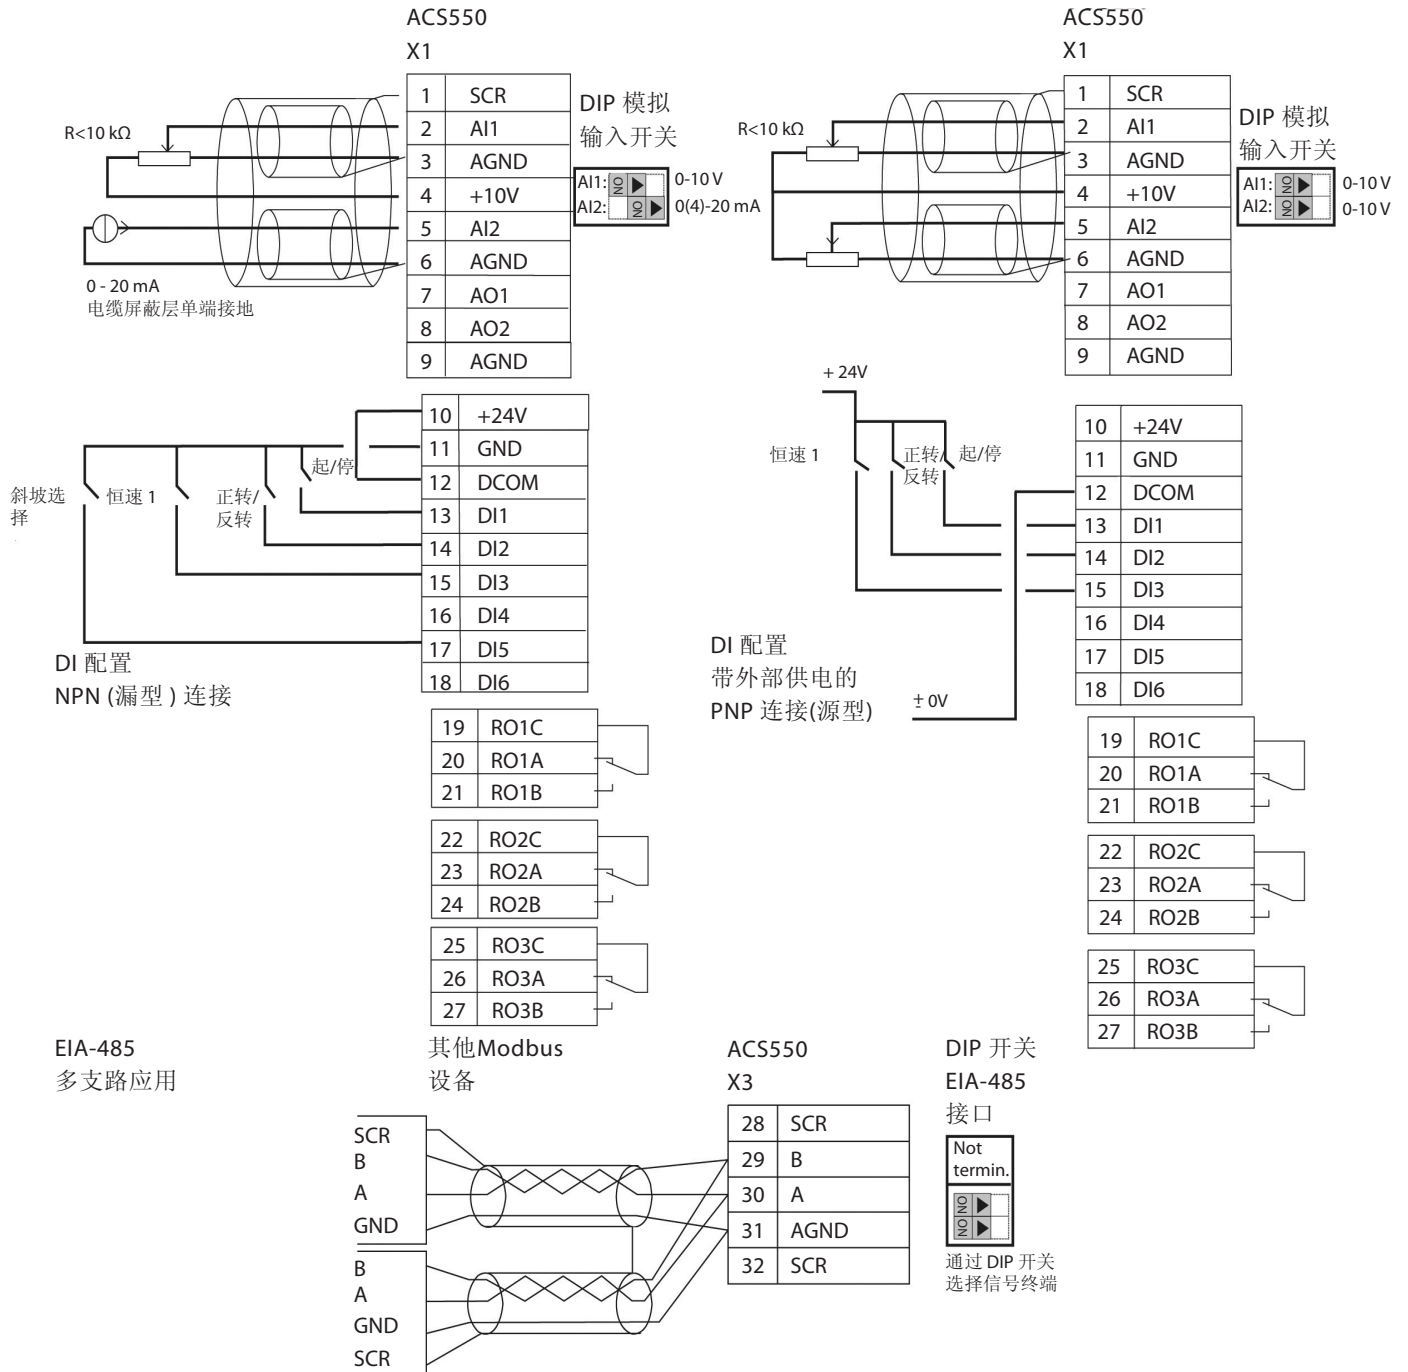 ACS550
X1
1 SCR
2 AI1
3 AGND
4 +10V
5 AI2
6 AGND
7 AO1
8 AO2
9 AGND
R<10 kΩ
0 - 20 mA
电缆屏蔽层单端接地
DIP 模拟
输入开关
AI1: ON 0-10 V
AI2: ON 0(4)-20 mA
10 +24V
11 GND
12 DCOM
13 DI1
14 DI2
15 DI3
16 DI4
17 DI5
18 DI6
斜坡选
择
恒速 1
正转/
反转
起/停
DI 配置
NPN (漏型 ) 连接
19 RO1C
20 RO1A
21 RO1B
22 RO2C
23 RO2A
24 RO2B
25 RO3C
26 RO3A
27 RO3B
ACS550
X1
1 SCR
2 AI1
3 AGND
4 +10V
5 AI2
6 AGND
7 AO1
8 AO2
9 AGND
R<10 kΩ
DIP 模拟
输入开关
AI1: ON 0-10 V
AI2: ON 0-10 V
+ 24V
恒速 1
正转/
反转
起/停
10 +24V
11 GND
12 DCOM
13 DI1
14 DI2
15 DI3
16 DI4
17 DI5
18 DI6
DI 配置
带外部供电的
PNP 连接(源型)
± 0V
19 RO1C
20 RO1A
21 RO1B
22 RO2C
23 RO2A
24 RO2B
25 RO3C
26 RO3A
27 RO3B
EIA-485
多支路应用
其他Modbus
设备
SCR
B
A
GND
B
A
GND
SCR
ACS550
X3
28 SCR
29 B
30 A
31 AGND
32 SCR
DIP 开关
EIA-485
接口
Not
termin.
ON
ON
通过 DIP 开关
选择信号终端